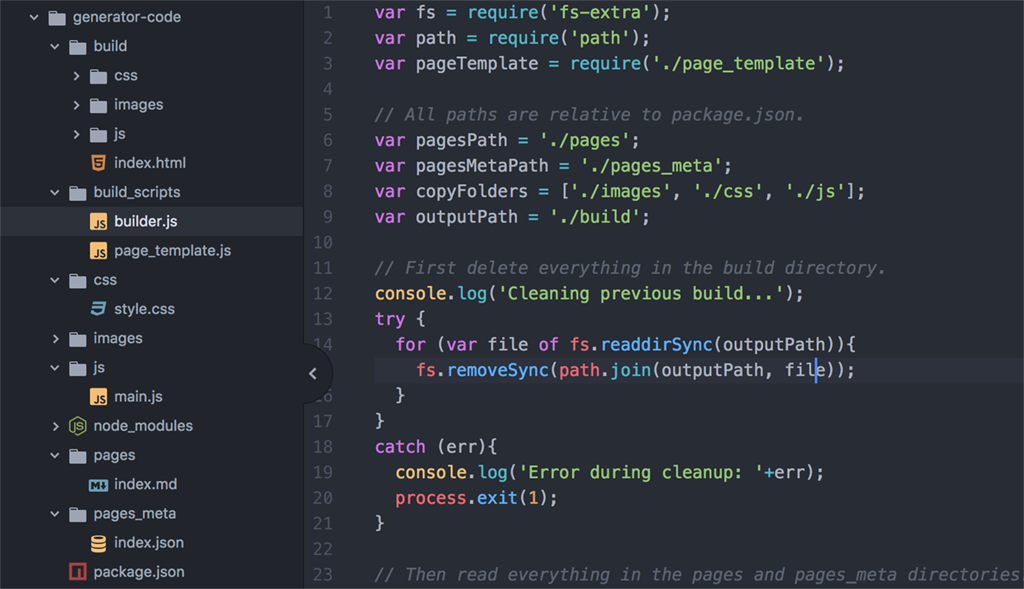 generator-code
build
css
images
js
index.html
build_scripts
builder.js
page_template.js
css
style.css
images
js
main.js
node_modules
pages
index.md
pages_meta
index.json
package.json
1 var fs = require('fs-extra');
2 var path = require('path');
3 var pageTemplate = require('./page_template');
4
5 // All paths are relative to package.json.
6 var pagesPath = './pages';
7 var pagesMetaPath = './pages_meta';
8 var copyFolders = ['./images', './css', './js'];
9 var outputPath = './build';
10
11 // First delete everything in the build directory.
12 console.log('Cleaning previous build...');
13 try {
14   for (var file of fs.readdirSync(outputPath)){
    fs.removeSync(path.join(outputPath, file));
16   }
17 }
18 catch (err){
19   console.log('Error during cleanup: '+err);
20   process.exit(1);
21 }
22
23 // Then read everything in the pages and pages_meta directories